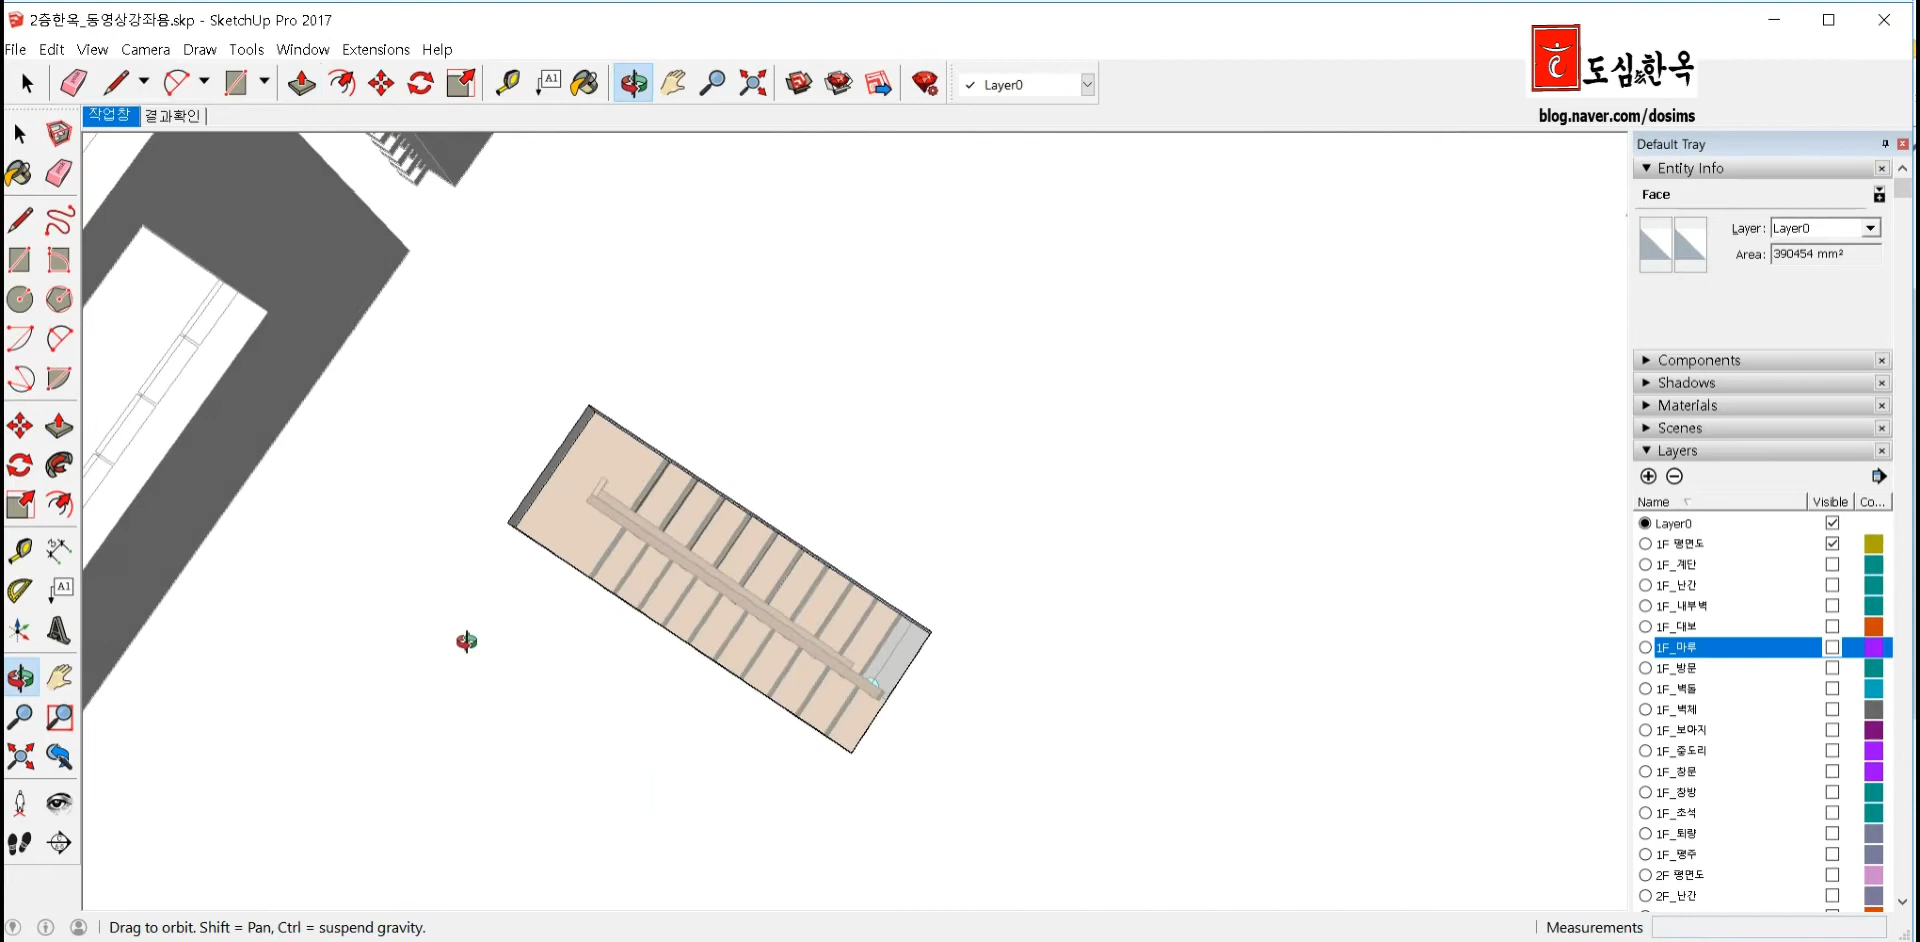 2층한옥_동영상강좌용.skp - SketchUp Pro 2017
File Edit View Camera Draw Tools Window Extensions Help
A1
Layer0
도심한옥
blog.naver.com/dosims
작업창 결과확인
Default Tray
Entity Info
Face
Layer: Layer0
Area: 390454 mm²
Components
Shadows
Materials
Scenes
Layers
Name Visible Co...
Layer0
1F 평면도
1F_계단
1F_난간
1F_내부벽
1F_대보
1F_마루
1F_방문
1F_벽돌
1F_벽체
1F_보아지
1F_중도리
1F_창문
1F_창방
1F_초석
1F_퇴량
1F_평주
2F 평면도
2F_난간
A1
Drag to orbit. Shift = Pan, Ctrl = suspend gravity.
Measurements